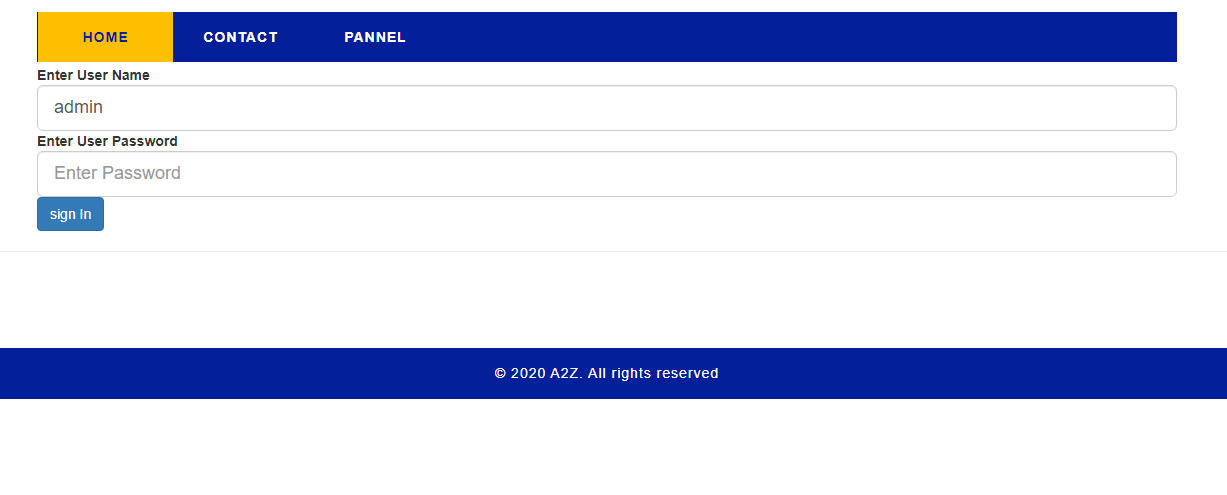 HOME CONTACT PANNEL
Enter User Name
admin
Enter User Password
Enter Password
sign In
© 2020 A2Z. All rights reserved